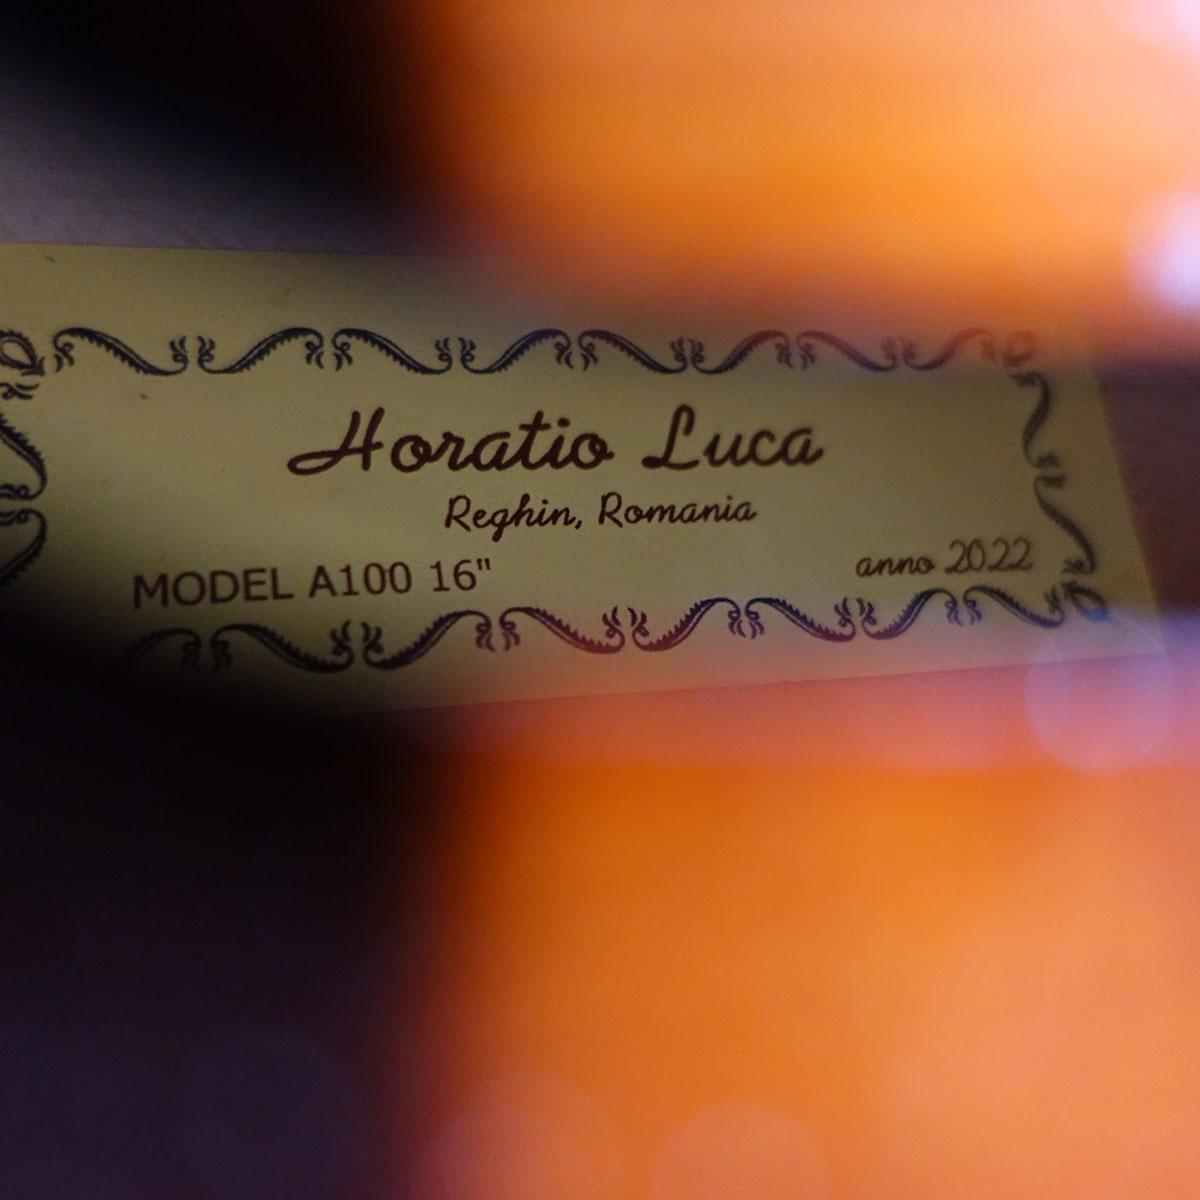 Horatio Luca
Reghin, Romania
MODEL A100 16"
anno 2022